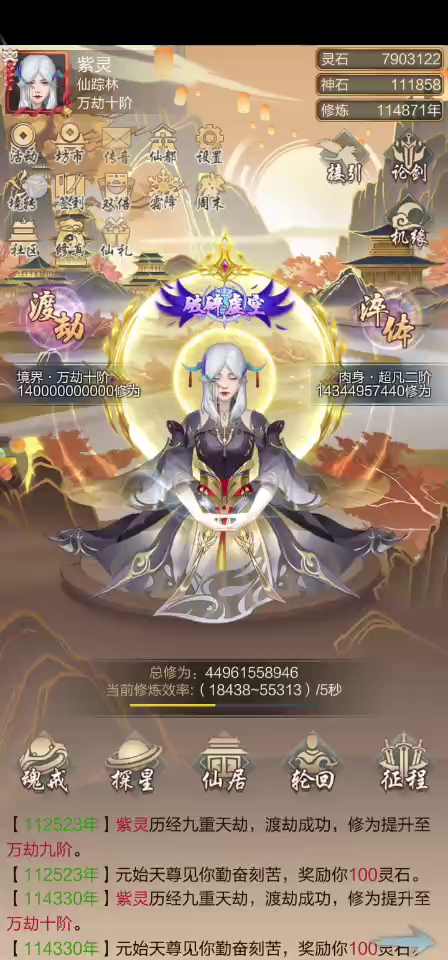 紫灵
仙踪林
万劫十阶
灵石 7903122
神石 111858
修炼 114871年
活动 坊市 传音 仙都 设置
签到 双倍 霜降 周末
社区 修真 仙礼
接引 论剑
机缘
破碎虚空
渡劫 淬体
境界·万劫十阶
140000000000修为
肉身·超凡二阶
14344957440修为
总修为:44961558946
当前修炼效率:(18438~55313)/5秒
魂戒 探星 仙居 轮回 征程
【112523年】紫灵历经九重天劫,渡劫成功,修为提升至
万劫九阶。
【112523年】元始天尊见你勤奋刻苦,奖励你100灵石。
【114330年】紫灵历经九重天劫,渡劫成功,修为提升至
万劫十阶。
【114330年】元始天尊见你勤奋刻苦,奖励你100灵石。